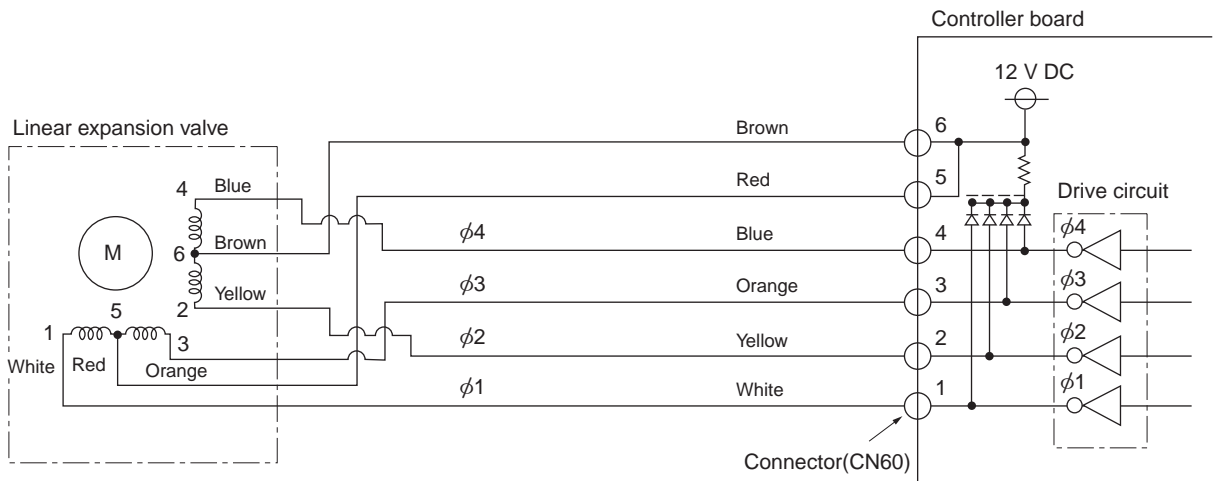 Controller board
12 V DC
Linear expansion valve
Brown
6
4
Blue
Red
5
Drive circuit
M
6
Brown
ϕ4
Blue
4
ϕ4
Yellow
2
ϕ3
Orange
3
ϕ3
5
1
3
ϕ2
Yellow
2
ϕ2
White
Red
Orange
ϕ1
White
1
ϕ1
Connector(CN60)